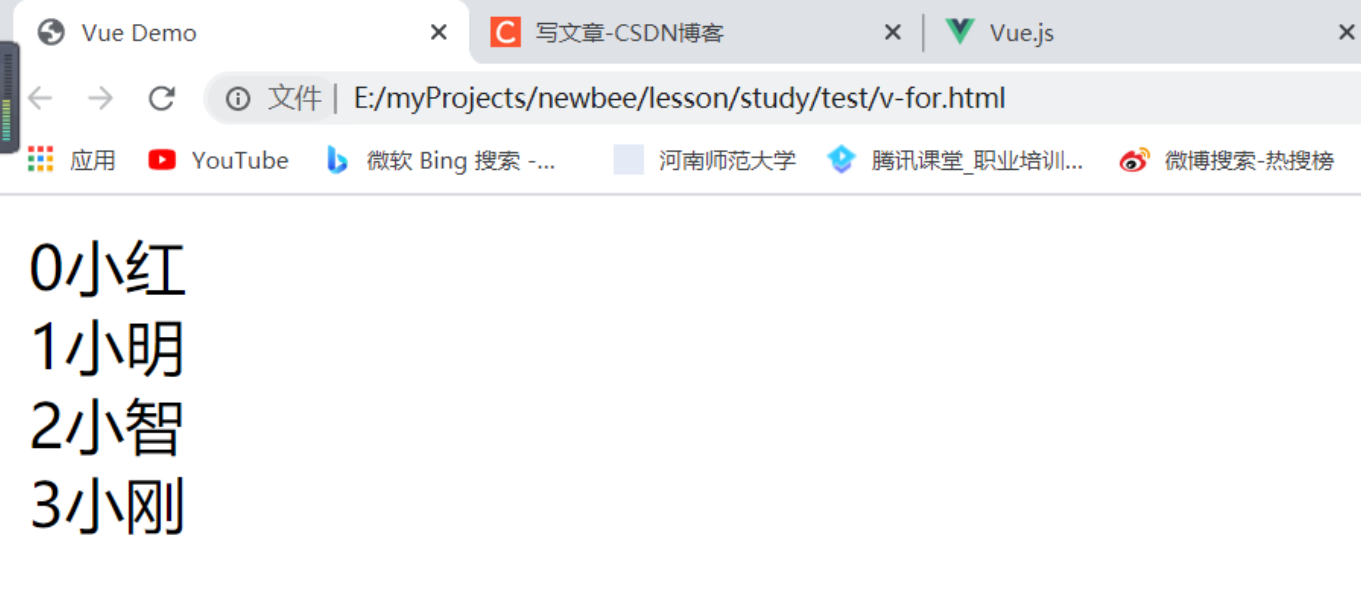 Vue Demo 写文章-CSDN博客 Vue.js
文件 E:/myProjects/newbee/lesson/study/test/v-for.html
应用 YouTube 微软 Bing 搜索 -... 河南师范大学 腾讯课堂_职业培训... 微博搜索-热搜榜
0小红
1小明
2小智
3小刚